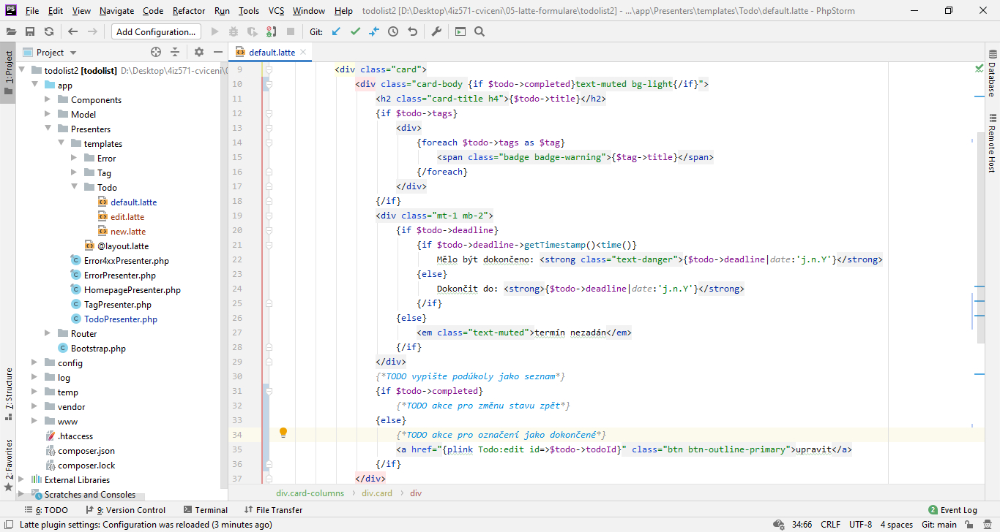 PS File Edit View Navigate Code Refactor Run Tools VCS Window Help todolist2 [D:\Desktop\4iz571-cviceni\05-latte-formulare\todolist2] - ...\app\Presenters\templates\Todo\default.latte - PhpStorm
Add Configuration... Git:
1: Project
Project
default.latte
todolist2 [todolist] D:\Desktop\4iz571-cviceni\
app
Components
Model
Presenters
templates
Error
Tag
Todo
default.latte
edit.latte
new.latte
@layout.latte
Error4xxPresenter.php
ErrorPresenter.php
HomepagePresenter.php
TagPresenter.php
TodoPresenter.php
Router
Bootstrap.php
config
log
temp
vendor
www
.htaccess
composer.json
composer.lock
External Libraries
Scratches and Consoles
7: Structure
2: Favorites
9 <div class="card">
10 <div class="card-body {if $todo->completed}text-muted bg-light{/if}">
11 <h2 class="card-title h4">{$todo->title}</h2>
12 {if $todo->tags}
13 <div>
14 {foreach $todo->tags as $tag}
15 <span class="badge badge-warning">{$tag->title}</span>
16 {/foreach}
17 </div>
18 {/if}
19 <div class="mt-1 mb-2">
20 {if $todo->deadline}
21 {if $todo->deadline->getTimestamp()<time()}
22 Mělo být dokončeno: <strong class="text-danger">{$todo->deadline|date:'j.n.Y'}</strong>
23 {else}
24 Dokončit do: <strong>{$todo->deadline|date:'j.n.Y'}</strong>
25 {/if}
26 {else}
27 <em class="text-muted">termín nezadán</em>
28 {/if}
29 </div>
30 {*TODO vypište podúkoly jako seznam*}
31 {if $todo->completed}
32 {*TODO akce pro změnu stavu zpět*}
33 {else}
34 {*TODO akce pro označení jako dokončené*}
35 <a href="{plink Todo:edit id=>$todo->todoId}" class="btn btn-outline-primary">upravit</a>
36 {/if}
37 </div>
Database
Remote Host
div.card-columns › div.card › div
6: TODO 9: Version Control Terminal File Transfer 2 Event Log
Latte plugin settings: Configuration was reloaded (3 minutes ago) 34:66 CRLF UTF-8 4 spaces Git: main